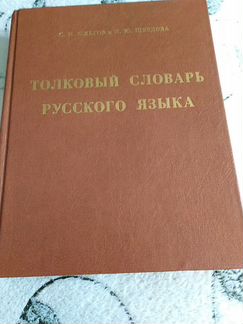 С. И. ОЖЕГОВ и Н. Ю. ШВЕДОВА
ТОЛКОВЫЙ СЛОВАРЬ
РУССКОГО ЯЗЫКА